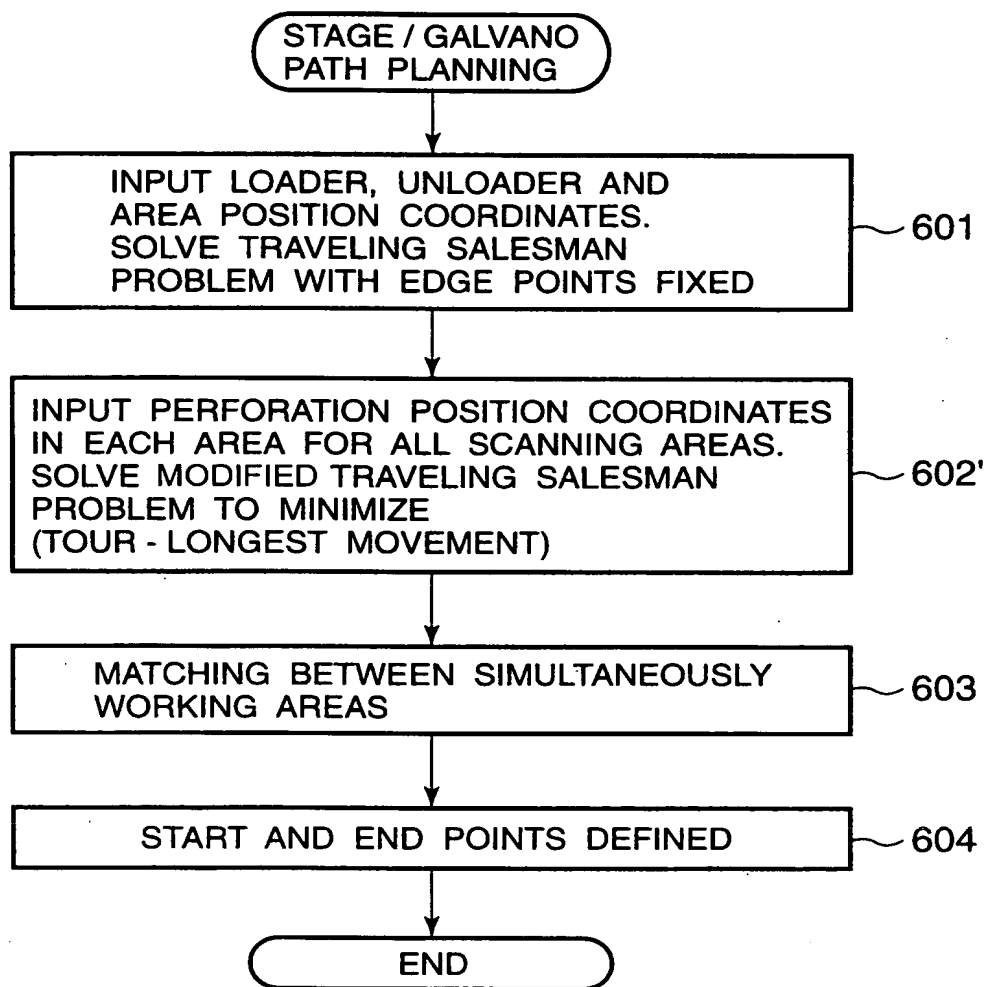 STAGE / GALVANO
PATH PLANNING
INPUT LOADER, UNLOADER AND
AREA POSITION COORDINATES.
SOLVE TRAVELING SALESMAN
PROBLEM WITH EDGE POINTS FIXED
601
INPUT PERFORATION POSITION COORDINATES
IN EACH AREA FOR ALL SCANNING AREAS.
SOLVE MODIFIED TRAVELING SALESMAN
PROBLEM TO MINIMIZE
(TOUR - LONGEST MOVEMENT)
602'
MATCHING BETWEEN SIMULTANEOUSLY
WORKING AREAS
603
START AND END POINTS DEFINED
604
END